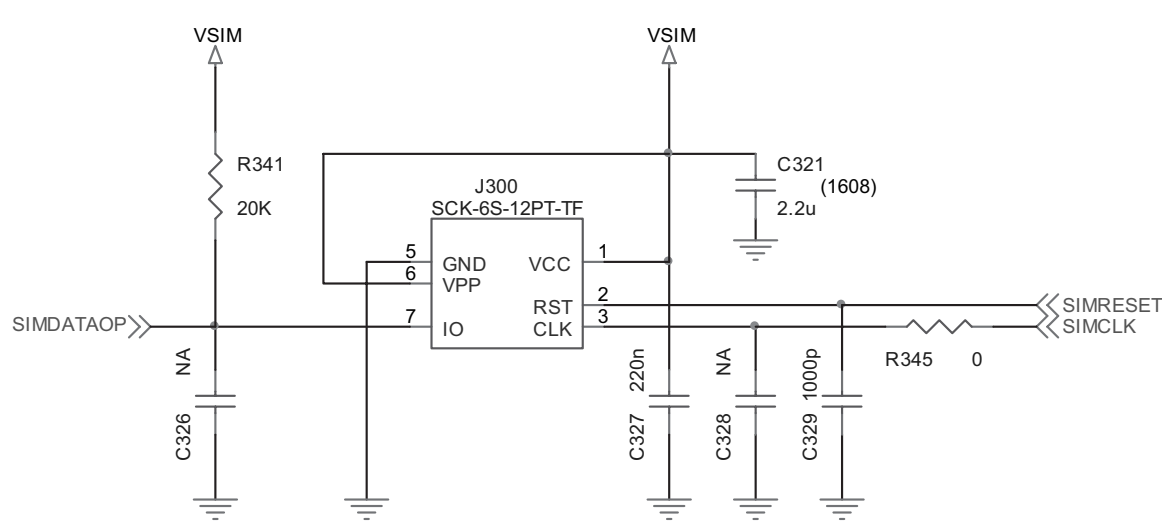 VSIM
VSIM
R341
20K
C321
(1608)
2.2u
J300
SCK-6S-12PT-TF
5
GND
6
VPP
7
IO
VCC
1
RST
2
CLK
3
SIMDATAOP
SIMRESET
SIMCLK
R345 0
NA
C326
220n
C327
NA
C328
1000p
C329